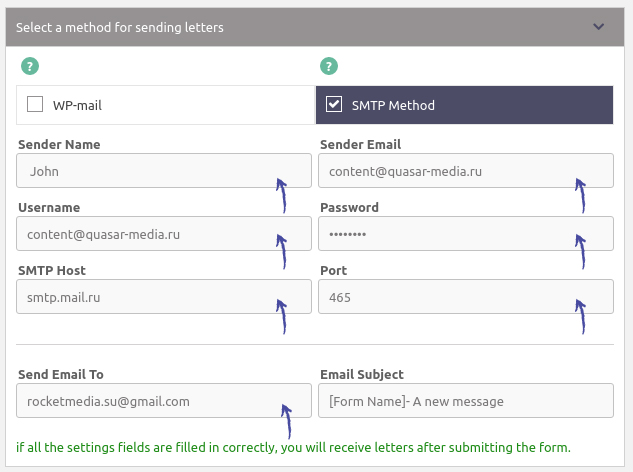 Select a method for sending letters
? ?
WP-mail SMTP Method
Sender Name Sender Email
John content@quasar-media.ru
Username Password
content@quasar-media.ru ••••••••
SMTP Host Port
smtp.mail.ru 465
Send Email To Email Subject
rocketmedia.su@gmail.com [Form Name]- A new message
if all the settings fields are filled in correctly, you will receive letters after submitting the form.